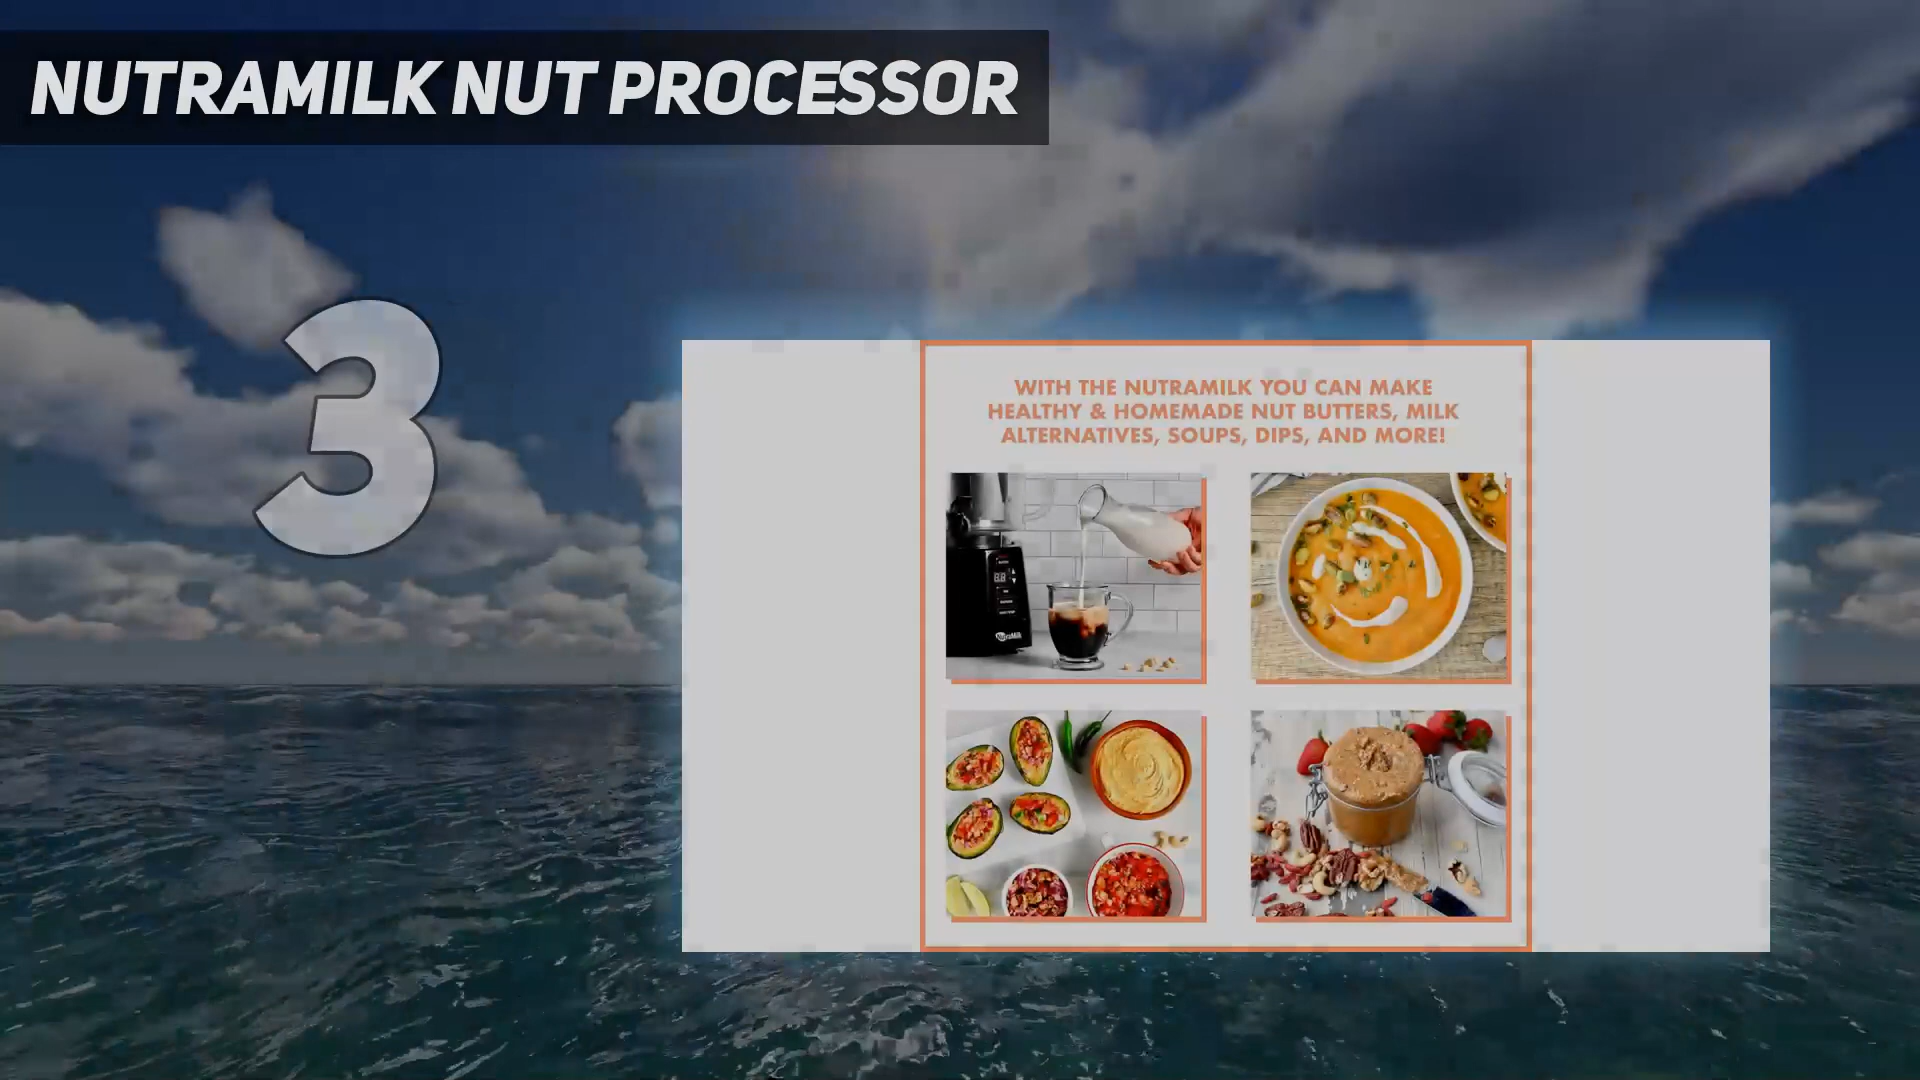 NUTRAMILK NUT PROCESSOR
3
WITH THE NUTRAMILK YOU CAN MAKE
HEALTHY & HOMEMADE NUT BUTTERS, MILK
ALTERNATIVES, SOUPS, DIPS, AND MORE!
NutraMilk